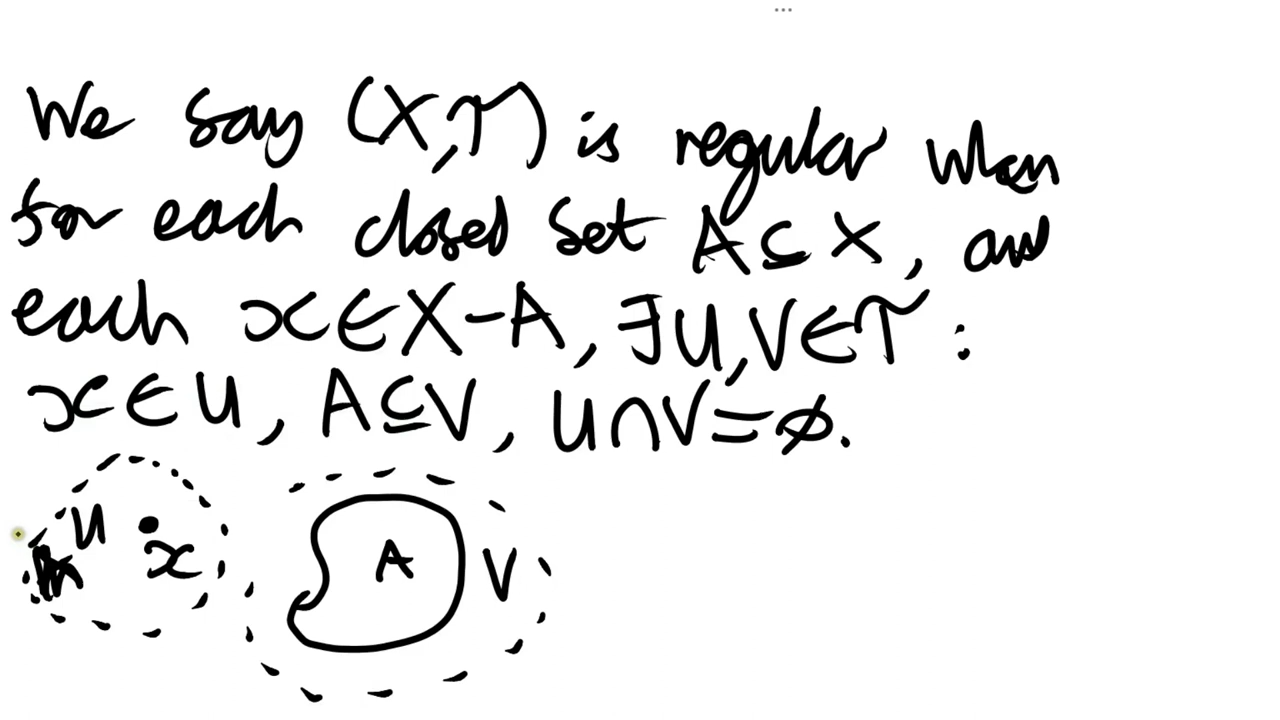 We say (X,τ) is regular when
for each closed set A⊆X, and
each x∈X-A, ∃U,V∈τ :
x∈U, A⊆V, U∩V=∅.
U x A V